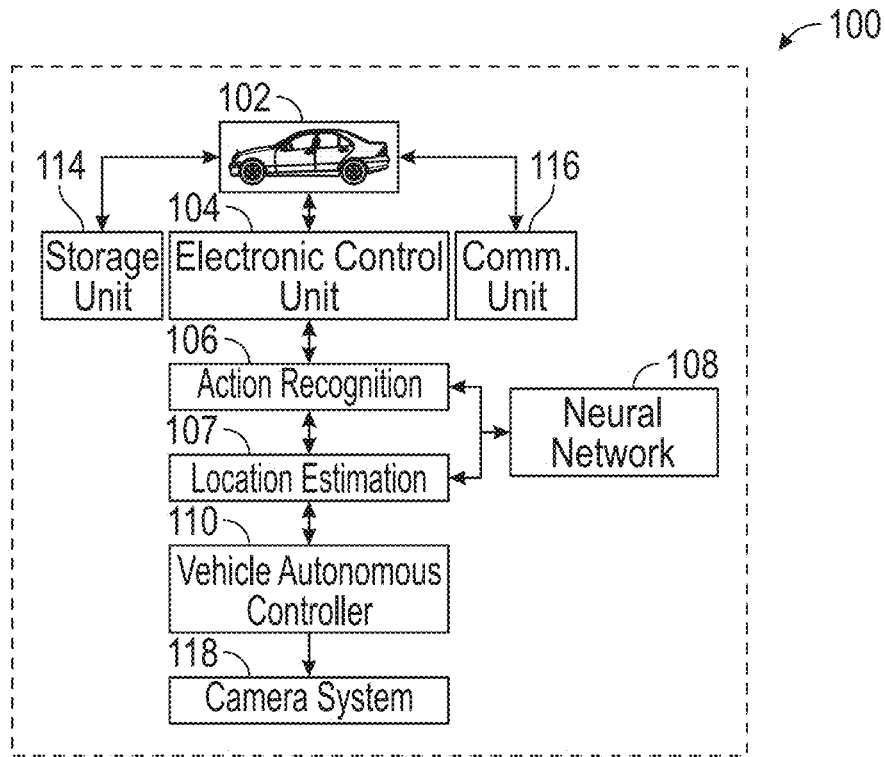 100
102
114
116
104
Storage
Unit
Electronic Control
Unit
Comm.
Unit
106
Action Recognition
108
Neural
Network
107
Location Estimation
110
Vehicle Autonomous
Controller
118
Camera System